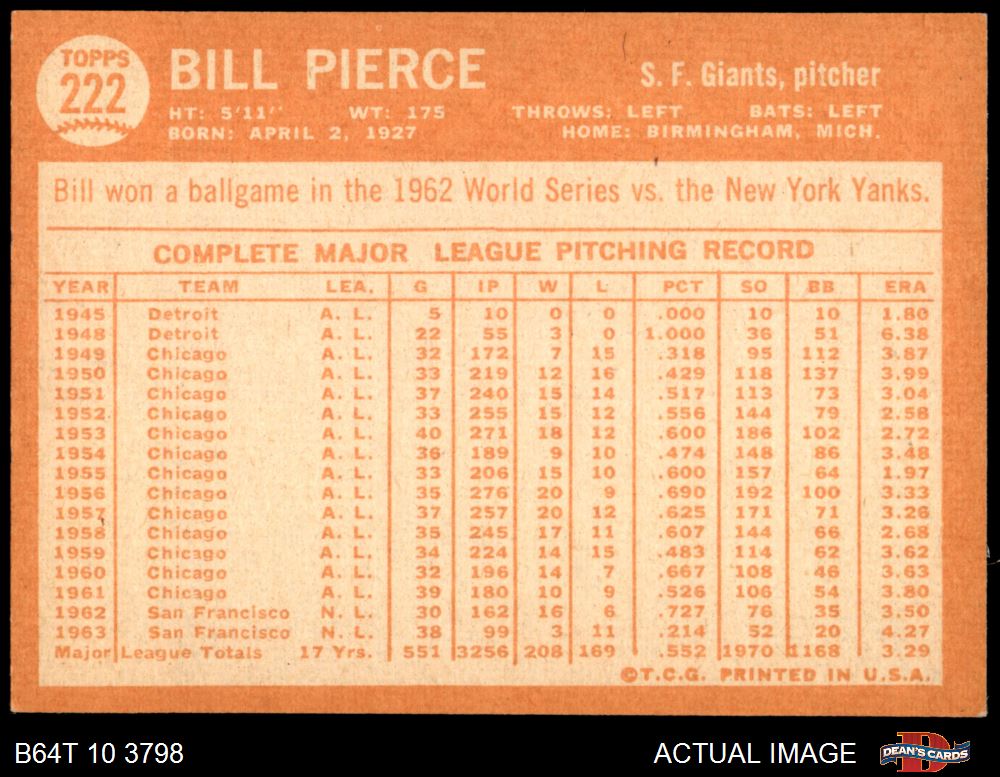 TOPPS
222
BILL PIERCE
S. F. Giants, pitcher
HT: 5'11" WT: 175 THROWS: LEFT BATS: LEFT
BORN: APRIL 2, 1927 HOME: BIRMINGHAM, MICH.
Bill won a ballgame in the 1962 World Series vs. the New York Yanks.
COMPLETE MAJOR LEAGUE PITCHING RECORD
YEAR TEAM LEA. G IP W L PCT SO BB ERA
1945 Detroit A. L. 5 10 0 0 .000 10 10 1.80
1948 Detroit A. L. 22 55 3 0 1.000 36 51 6.38
1949 Chicago A. L. 32 172 7 15 .318 95 112 3.87
1950 Chicago A. L. 33 219 12 16 .429 118 137 3.99
1951 Chicago A. L. 37 240 15 14 .517 113 73 3.04
1952 Chicago A. L. 33 255 15 12 .556 144 79 2.58
1953 Chicago A. L. 40 271 18 12 .600 186 102 2.72
1954 Chicago A. L. 36 189 9 10 .474 148 86 3.48
1955 Chicago A. L. 33 206 15 10 .600 157 64 1.97
1956 Chicago A. L. 35 276 20 9 .690 192 100 3.33
1957 Chicago A. L. 37 257 20 12 .625 171 71 3.26
1958 Chicago A. L. 35 245 17 11 .607 144 66 2.68
1959 Chicago A. L. 34 224 14 15 .483 114 62 3.62
1960 Chicago A. L. 32 196 14 7 .667 108 46 3.63
1961 Chicago A. L. 39 180 10 9 .526 106 54 3.80
1962 San Francisco N. L. 30 162 16 6 .727 76 35 3.50
1963 San Francisco N. L. 38 99 3 11 .214 52 20 4.27
Major League Totals 17 Yrs. 551 3256 208 169 .552 1970 1168 3.29
©T.C.G. PRINTED IN U.S.A.
B64T 10 3798 ACTUAL IMAGE DEAN'S CARDS